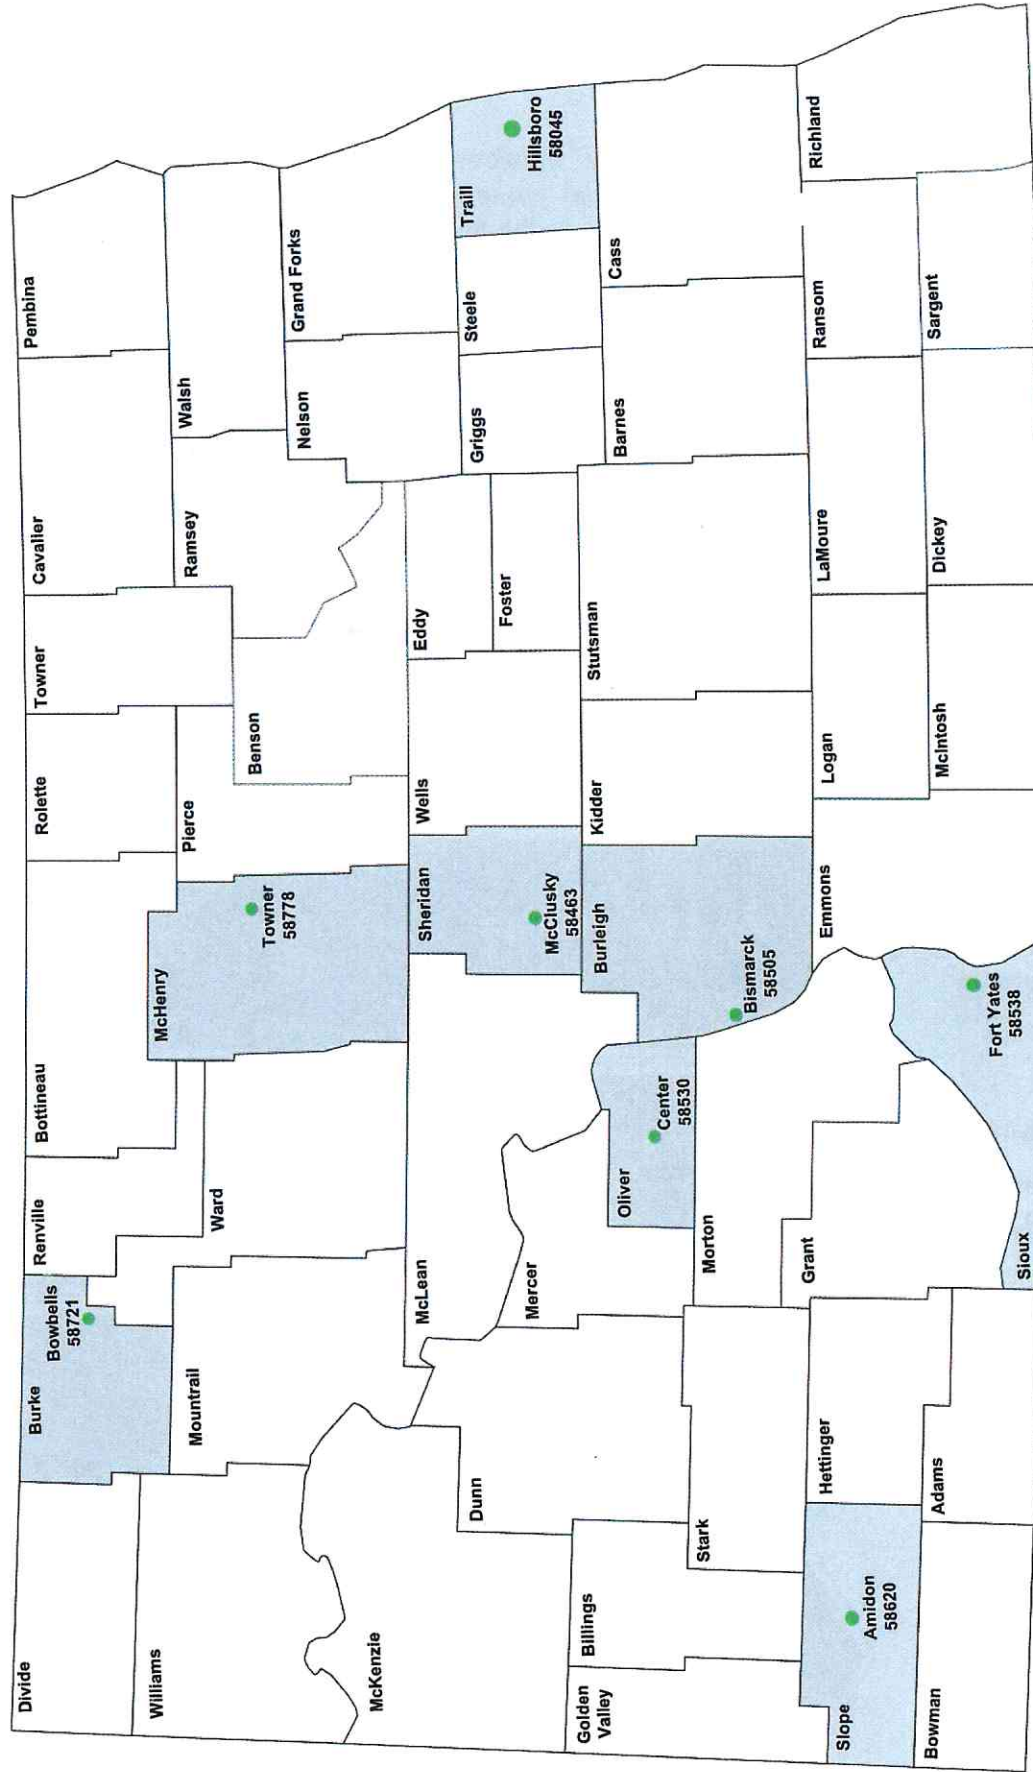 Divide
Burke
Bowbells
58721
Renville
Bottineau
Rolette
Towner
Cavalier
Pembina
Williams
Mountrail
Ward
McHenry
Towner
58778
Pierce
Benson
Ramsey
Walsh
Nelson
Grand Forks
McKenzie
McLean
Sheridan
McClusky
58463
Wells
Eddy
Foster
Griggs
Steele
Traill
Hillsboro
58045
Dunn
Mercer
Oliver
Center
58530
Burleigh
Bismarck
58505
Kidder
Stutsman
Barnes
Cass
Golden
Valley
Billings
Stark
Morton
Slope
Amidon
58620
Hettinger
Grant
Emmons
Logan
LaMoure
Ransom
Richland
Bowman
Adams
Sioux
Fort Yates
58538
McIntosh
Dickey
Sargent